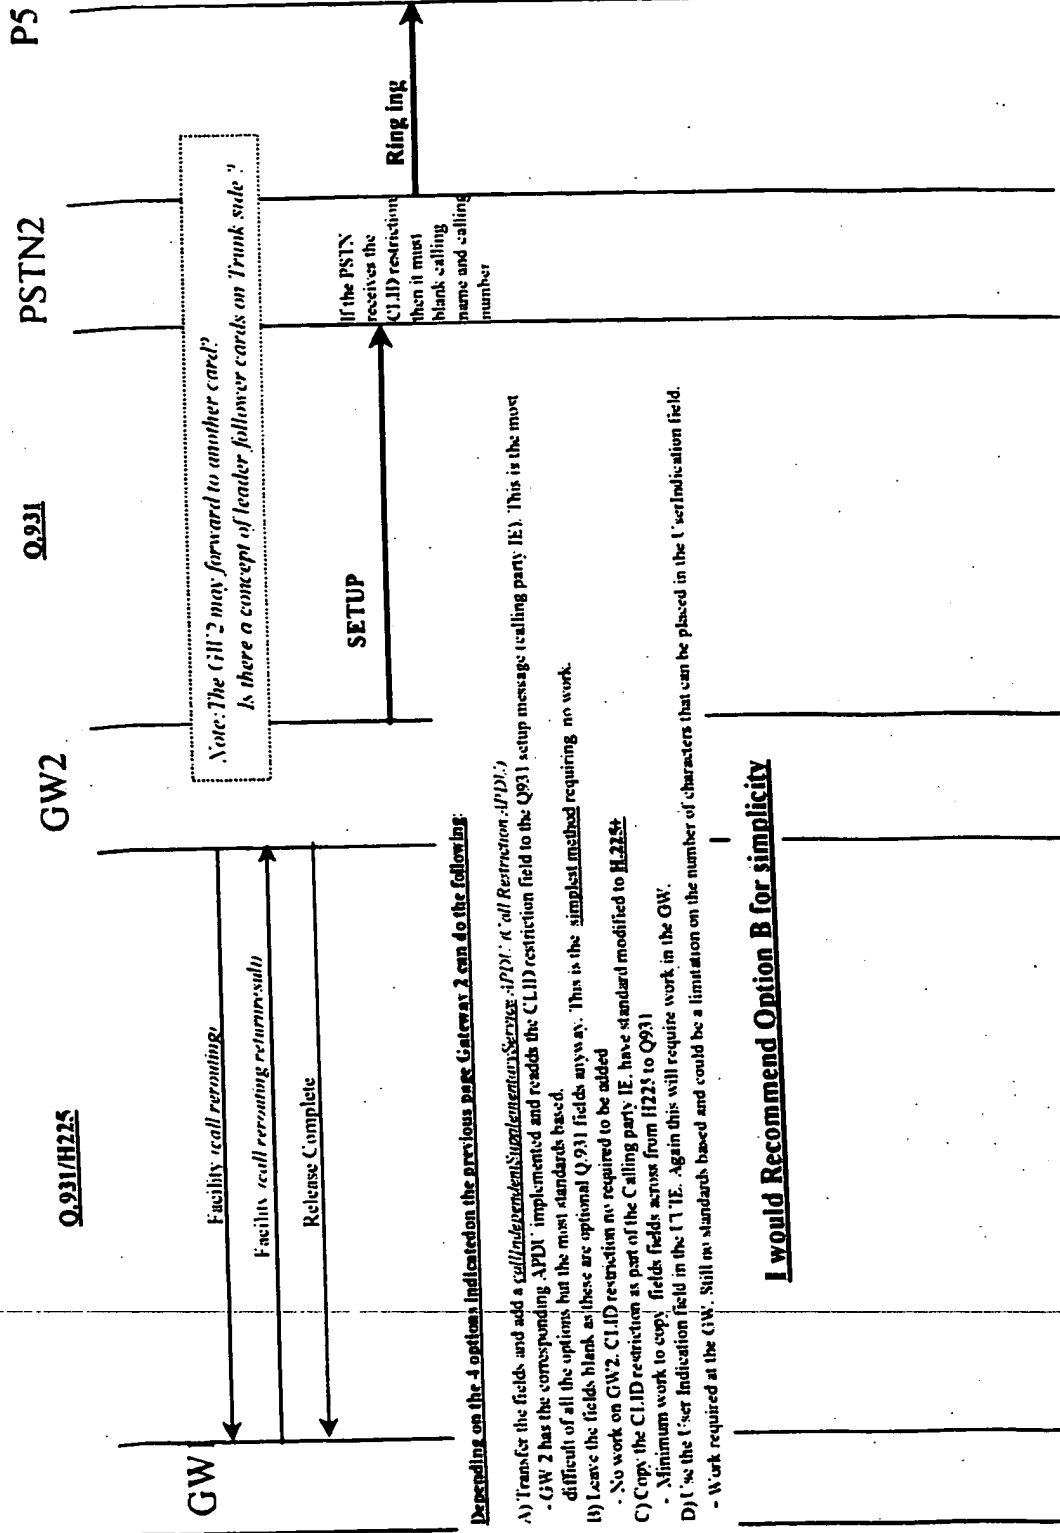 GW
GW2
PSTN2
P5
Q.931/H225
Q.931
Note:The GW2 may forward to another card?
Is there a concept of leader follower cards on Trunk side ?
Facility (call rerouting)
Facility (call rerouting returnresult)
Release Complete
SETUP
If the PSTN
receives the
CLID restriction
then it must
blank calling
name and calling
number
Ring ing
Depending on the 4 options indicatedon the previous page Gateway 2 can do the following:
A) Transfer the fields and add a callIndependentSupplementaryService APDU (Call Restriction APDU)
- GW 2 has the corresponding APDU implemented and readds the CLID restriction field to the Q931 setup message (calling party IE). This is the most
difficult of all the options but the most standards based.
B) Leave the fields blank as these are optional Q.931 fields anyway. This is the simplest method requiring no work.
- No work on GW2. CLID restriction no required to be added
C) Copy the CLID restriction as part of the Calling party IE. have standard modified to H.225+
- Minimum work to copy fields fields across from H225 to Q931
D) Use the User Indication field in the UUIE. Again this will require work in the GW.
- Work required at the GW. Still no standards based and could be a limitation on the number of characters that can be placed in the UserIndication field.
I would Recommend Option B for simplicity